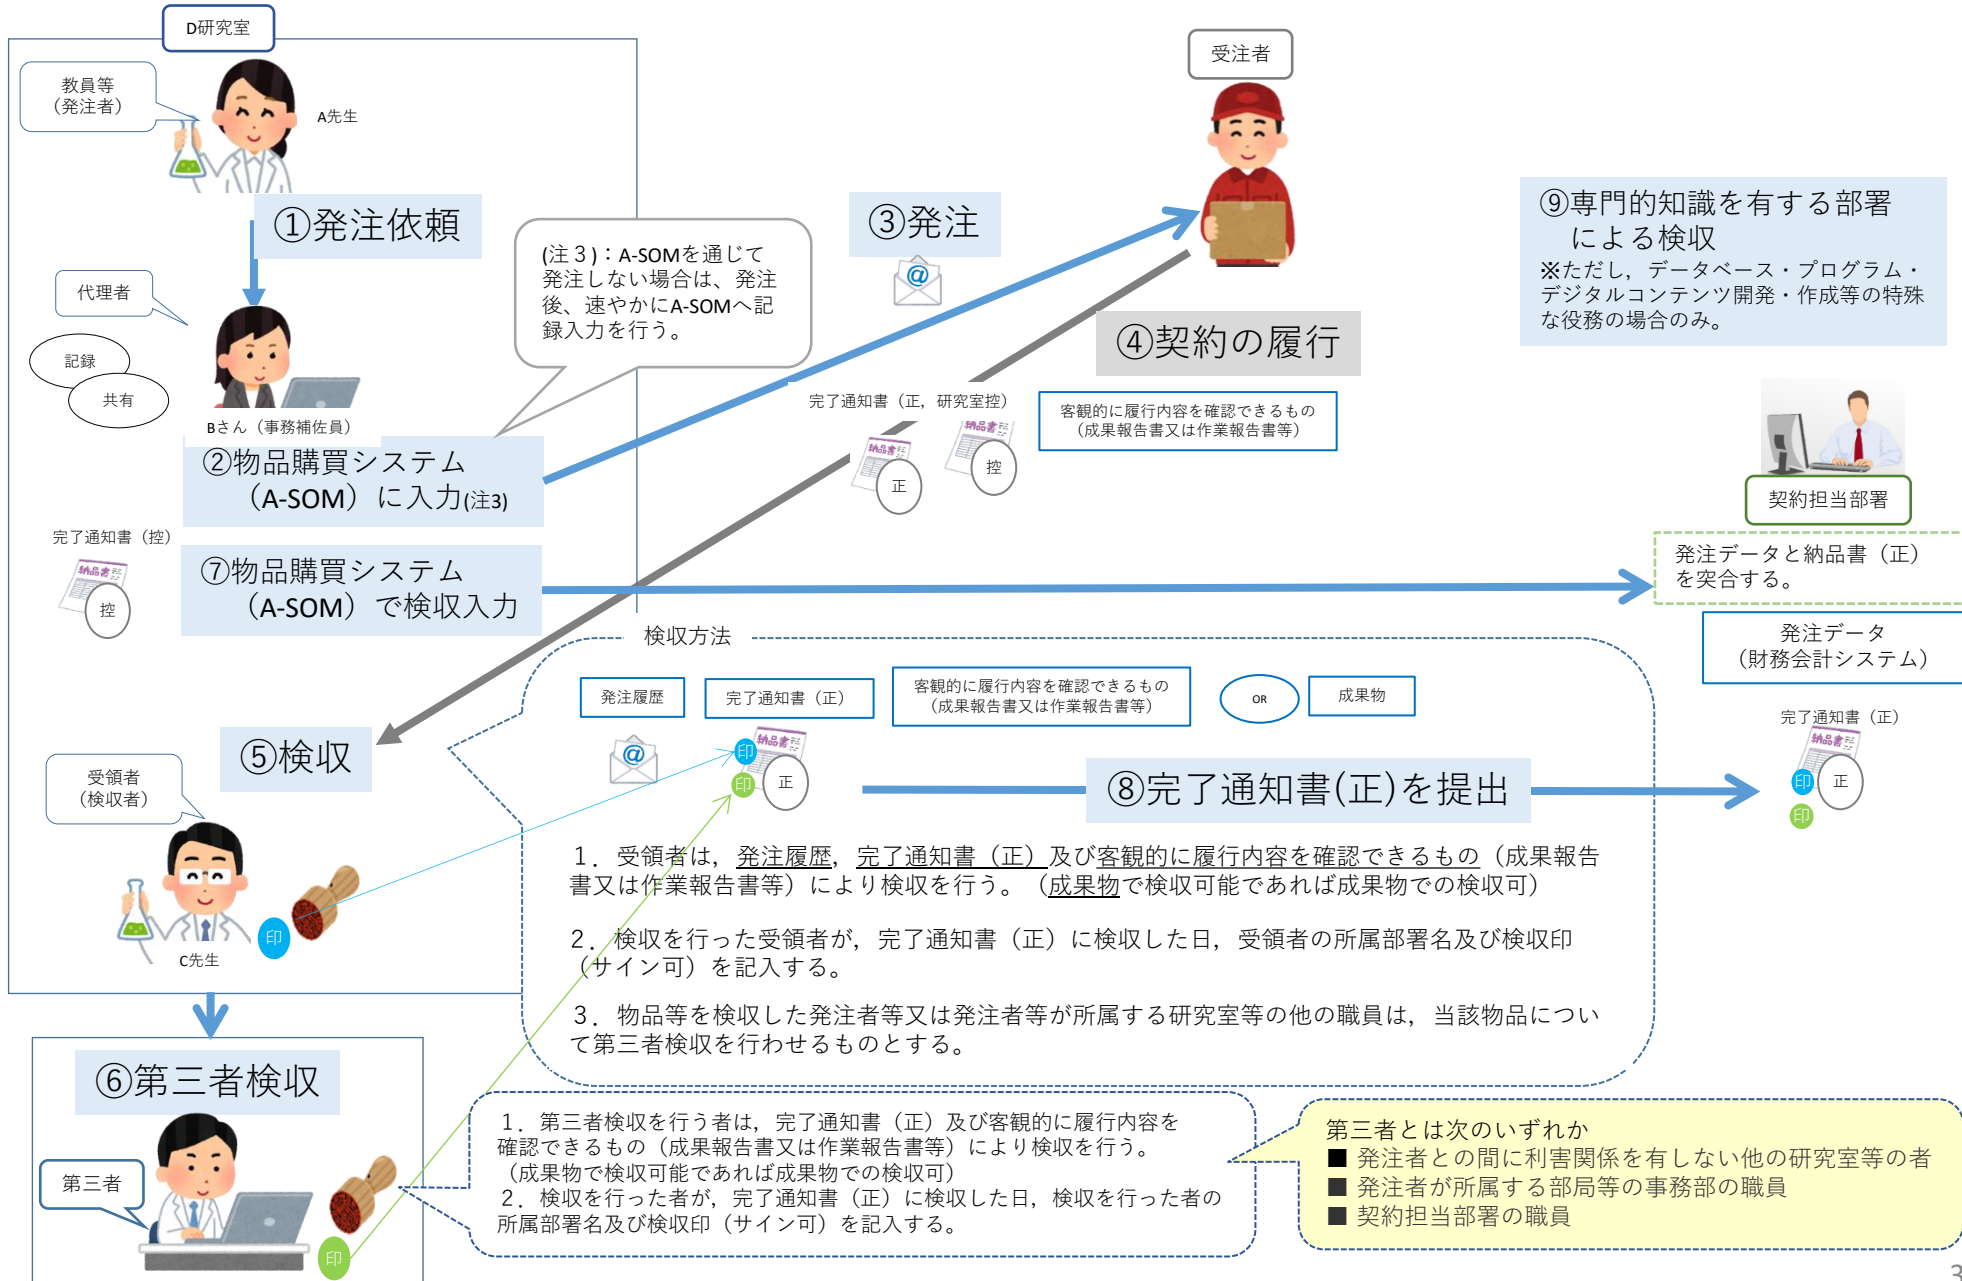 D研究室
教員等
（発注者）
A先生
①発注依頼
代理者
記録
共有
Bさん（事務補佐員）
②物品購買システム
（A-SOM）に入力(注3)
(注３)：A-SOMを通じて
発注しない場合は、発注
後、速やかにA-SOMへ記
録入力を行う。
③発注
@
受注者
④契約の履行
完了通知書（正，研究室控）
納品書
正
納品書
控
客観的に履行内容を確認できるもの
（成果報告書又は作業報告書等）
⑨専門的知識を有する部署
による検収
※ただし，データベース・プログラム・
デジタルコンテンツ開発・作成等の特殊
な役務の場合のみ。
契約担当部署
発注データと納品書（正）
を突合する。
発注データ
（財務会計システム）
完了通知書（正）
納品書
印
正
印
完了通知書（控）
納品書
控
⑦物品購買システム
（A-SOM）で検収入力
⑤検収
受領者
（検収者）
C先生
印
検収方法
発注履歴
完了通知書（正）
客観的に履行内容を確認できるもの
（成果報告書又は作業報告書等）
OR
成果物
@
納品書
印
印
正
⑧完了通知書(正)を提出
１．受領者は，発注履歴，完了通知書（正）及び客観的に履行内容を確認できるもの（成果報告
書又は作業報告書等）により検収を行う。（成果物で検収可能であれば成果物での検収可）
２．検収を行った受領者が，完了通知書（正）に検収した日，受領者の所属部署名及び検収印
（サイン可）を記入する。
３．物品等を検収した発注者等又は発注者等が所属する研究室等の他の職員は，当該物品につい
て第三者検収を行わせるものとする。
⑥第三者検収
第三者
印
１．第三者検収を行う者は，完了通知書（正）及び客観的に履行内容を
確認できるもの（成果報告書又は作業報告書等）により検収を行う。
（成果物で検収可能であれば成果物での検収可）
２．検収を行った者が，完了通知書（正）に検収した日，検収を行った者の
所属部署名及び検収印（サイン可）を記入する。
第三者とは次のいずれか
■ 発注者との間に利害関係を有しない他の研究室等の者
■ 発注者が所属する部局等の事務部の職員
■ 契約担当部署の職員
3